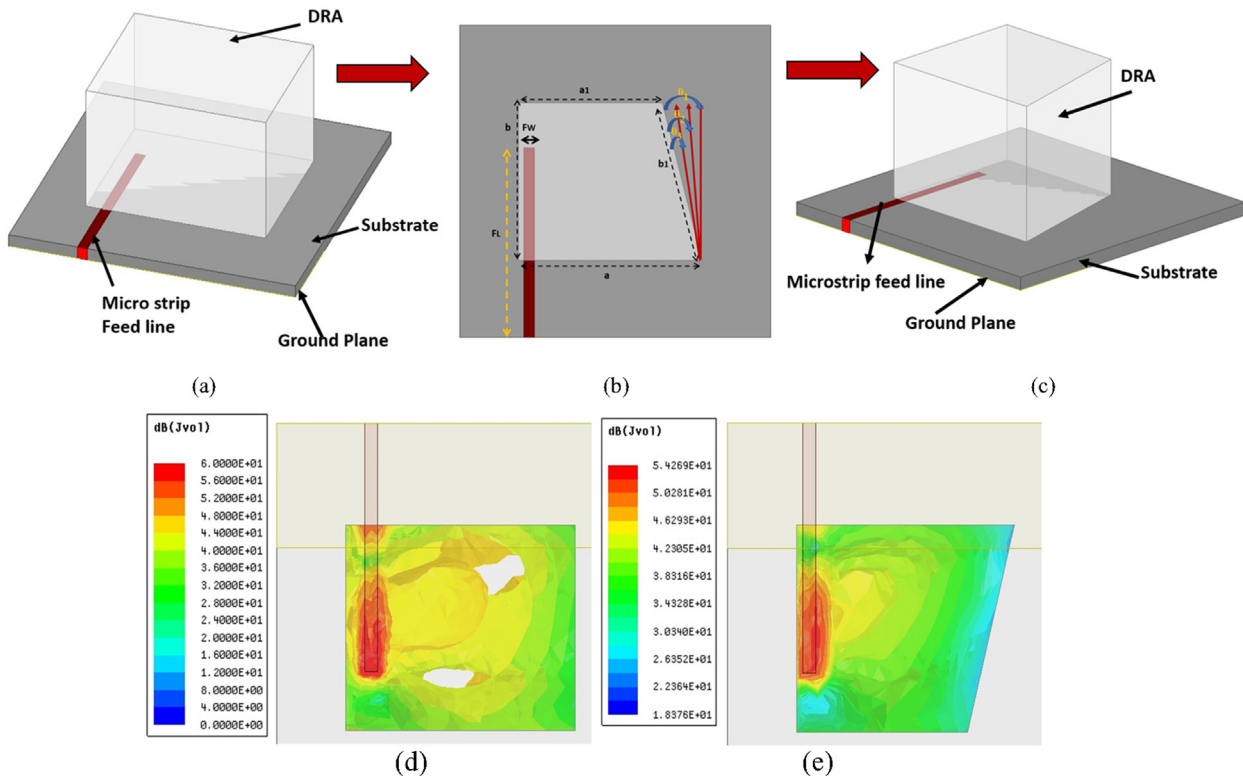 DRA
Substrate
Micro strip
Feed line
Ground Plane
(a)
a1
b
FW
b1
FL
a
(b)
DRA
Microstrip feed line
Substrate
Ground Plane
(c)
dB(Jvol)
6.0000E+01
5.6000E+01
5.2000E+01
4.8000E+01
4.4000E+01
4.0000E+01
3.6000E+01
3.2000E+01
2.8000E+01
2.4000E+01
2.0000E+01
1.6000E+01
1.2000E+01
8.0000E+00
4.0000E+00
0.0000E+00
(d)
dB(Jvol)
5.4269E+01
5.0281E+01
4.6293E+01
4.2305E+01
3.8316E+01
3.4328E+01
3.0340E+01
2.6352E+01
2.2364E+01
1.8376E+01
(e)